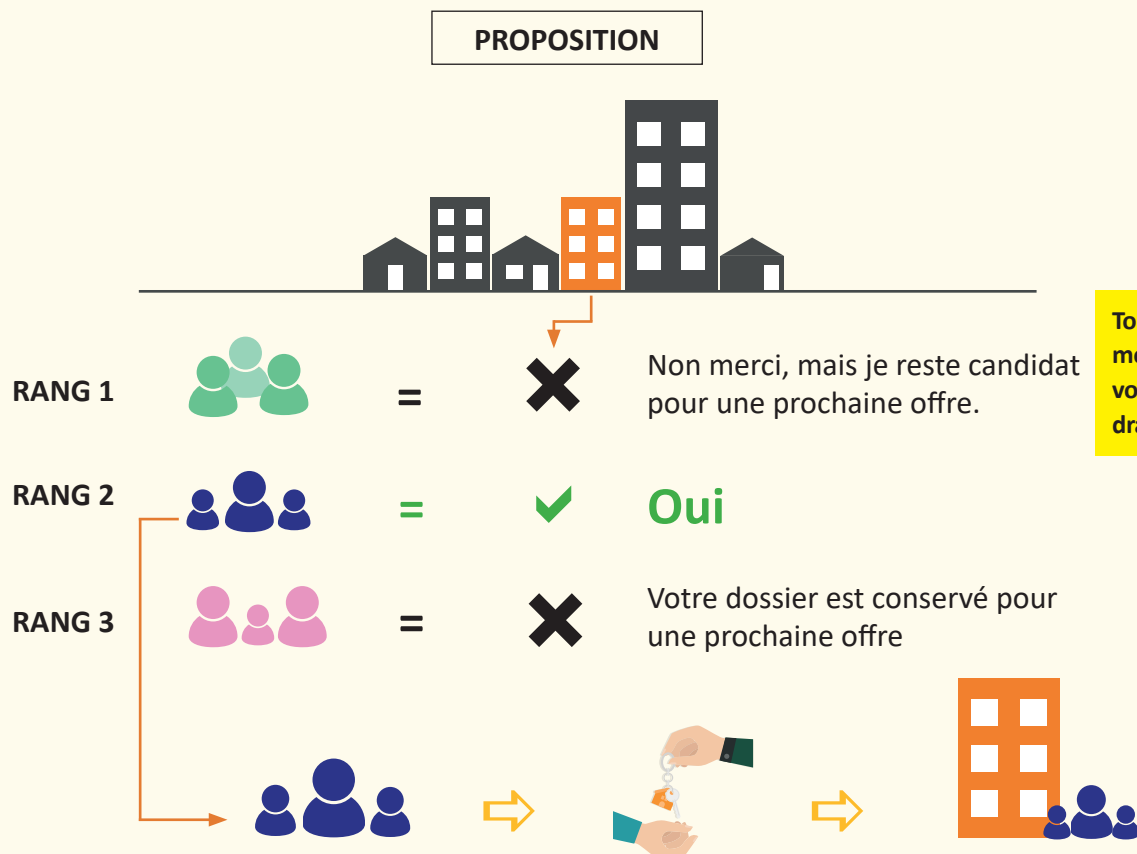 PROPOSITION
RANG 1
=
Non merci, mais je reste candidat
pour une prochaine offre.
RANG 2
=
Oui
RANG 3
=
Votre dossier est conservé pour
une prochaine offre